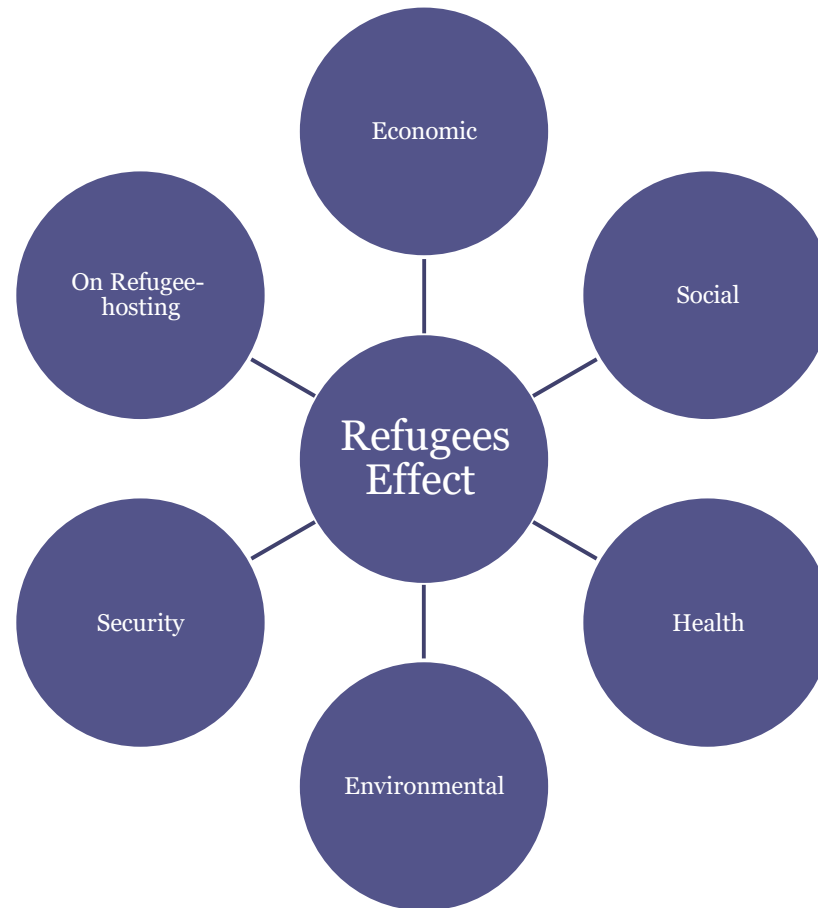 Economic
On Refugee-
hosting
Social
Refugees
Effect
Security
Health
Environmental